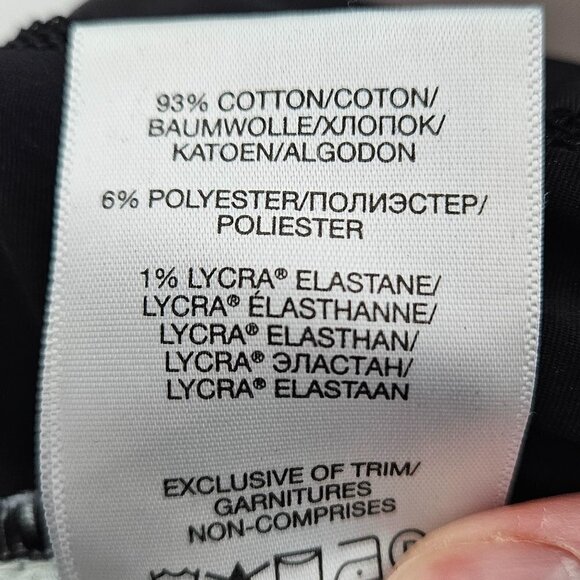 93% COTTON/COTON/
BAUMWOLLE/ХЛОПОК/
KATOEN/ALGODON
6% POLYESTER/ПОЛИЭСТЕР/
POLIESTER
1% LYCRA® ELASTANE/
LYCRA® ÉLASTHANNE/
LYCRA® ELASTHAN/
LYCRA® ЭЛАСТАН/
LYCRA® ELASTAAN
EXCLUSIVE OF TRIM/
GARNITURES
NON-COMPRISES